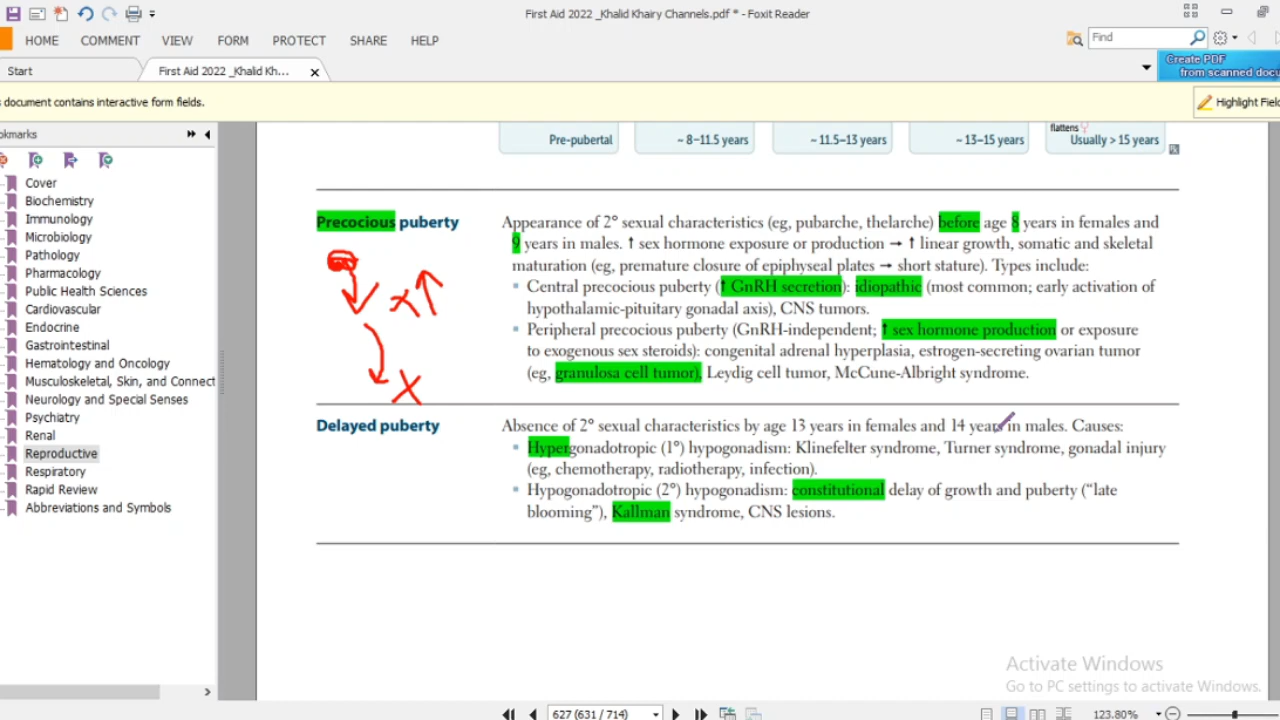 First Aid 2022 _Khalid Khairy Channels.pdf * - Foxit Reader
HOME COMMENT VIEW FORM PROTECT SHARE HELP
Find
Start
First Aid 2022 _Khalid Kh...
Create PDF
from scanned docu
document contains interactive form fields.
Highlight Field
okmarks
Cover
Biochemistry
Immunology
Microbiology
Pathology
Public Health Sciences
Cardiovascular
Endocrine
Gastrointestinal
Hematology and Oncology
Musculoskeletal, Skin, and Connect
Neurology and Special Senses
Psychiatry
Renal
Reproductive
Respiratory
Rapid Review
Abbreviations and Symbols
flattens
Pre-pubertal ~ 8–11.5 years ~ 11.5–13 years ~ 13–15 years Usually > 15 years
Precocious puberty
Appearance of 2° sexual characteristics (eg, pubarche, thelarche) before age 8 years in females and
9 years in males. ↑ sex hormone exposure or production → ↑ linear growth, somatic and skeletal
maturation (eg, premature closure of epiphyseal plates → short stature). Types include:
▪ Central precocious puberty (↑ GnRH secretion): idiopathic (most common; early activation of
hypothalamic-pituitary gonadal axis), CNS tumors.
▪ Peripheral precocious puberty (GnRH-independent; ↑ sex hormone production or exposure
to exogenous sex steroids): congenital adrenal hyperplasia, estrogen-secreting ovarian tumor
(eg, granulosa cell tumor), Leydig cell tumor, McCune-Albright syndrome.
X↑
X
Delayed puberty
Absence of 2° sexual characteristics by age 13 years in females and 14 years in males. Causes:
▪ Hypergonadotropic (1°) hypogonadism: Klinefelter syndrome, Turner syndrome, gonadal injury
(eg, chemotherapy, radiotherapy, infection).
▪ Hypogonadotropic (2°) hypogonadism: constitutional delay of growth and puberty (“late
blooming”), Kallman syndrome, CNS lesions.
Activate Windows
Go to PC settings to activate Windows.
627 (631 / 714)
123.80%